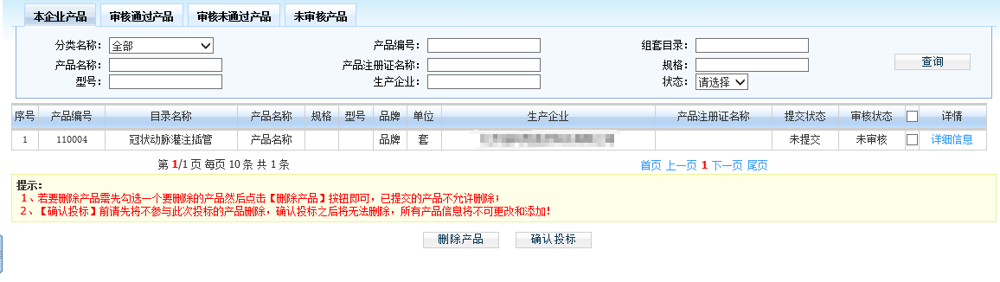 本企业产品 审核通过产品 审核未通过产品 未审核产品
分类名称： 全部 产品编号： 组套目录：
产品名称： 产品注册证名称： 规格： 查询
型号： 生产企业： 状态： 请选择
序号 产品编号 目录名称 产品名称 规格 型号 品牌 单位 生产企业 产品注册证名称 提交状态 审核状态 详情
1 110004 冠状动脉灌注插管 产品名称 品牌 套 未提交 未审核 详细信息
第 1/1 页 每页 10 条 共 1 条 首页 上一页 1 下一页 尾页
提示：
1、若要删除产品需先勾选一个要删除的产品然后点击【删除产品】按钮即可，已提交的产品不允许删除；
2、【确认投标】前请先将不参与此次投标的产品删除，确认投标之后将无法删除，所有产品信息将不可更改和添加！
删除产品 确认投标